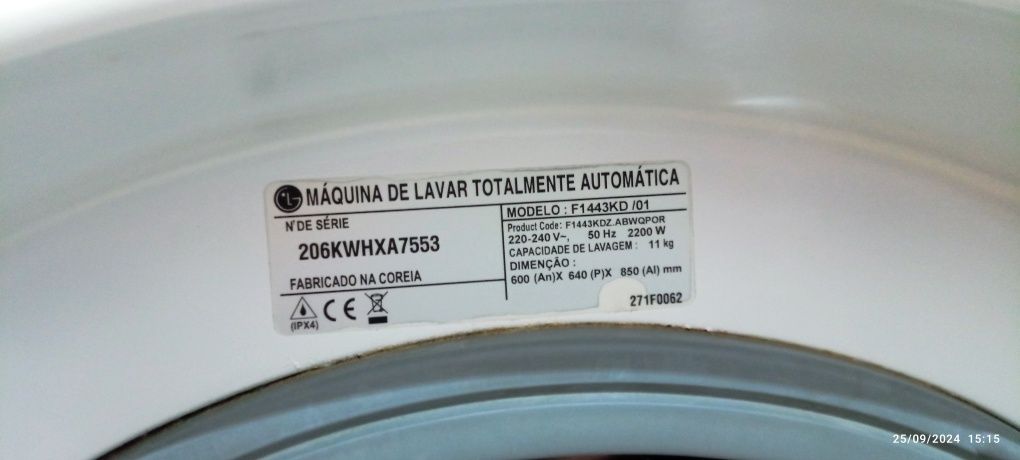 LG MÁQUINA DE LAVAR TOTALMENTE AUTOMÁTICA
N° DE SÉRIE
206KWHXA7553
FABRICADO NA COREIA
(IPX4)
CE
MODELO : F1443KD /01
Product Code: F1443KDZ.ABWQPOR
220-240 V~, 50 Hz 2200 W
CAPACIDADE DE LAVAGEM : 11 kg
DIMENÇÃO :
600 (An)X 640 (P)X 850 (Al) mm
271F0062
25/09/2024 15:15